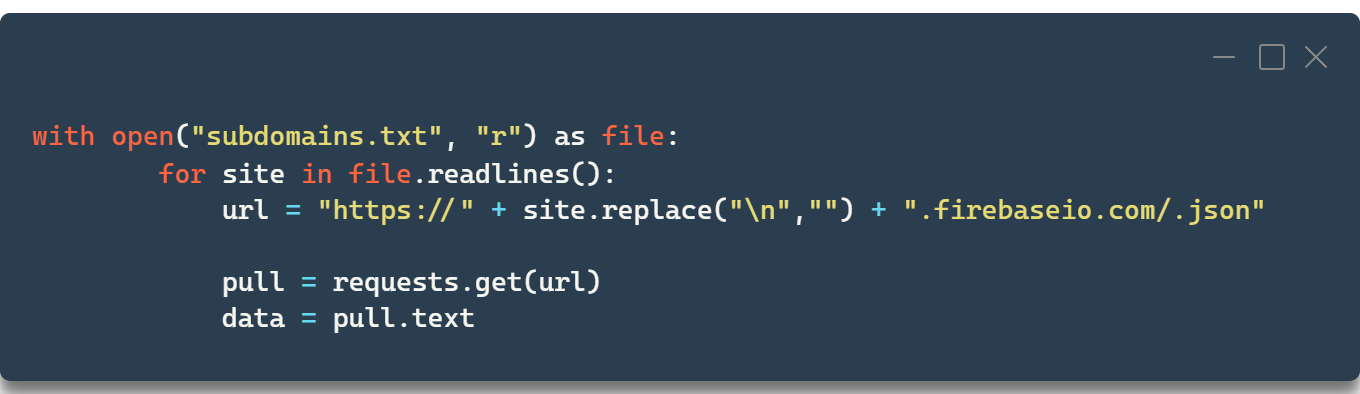 with open("subdomains.txt", "r") as file:
        for site in file.readlines():
            url = "https://" + site.replace("\n","") + ".firebaseio.com/.json"

            pull = requests.get(url)
            data = pull.text